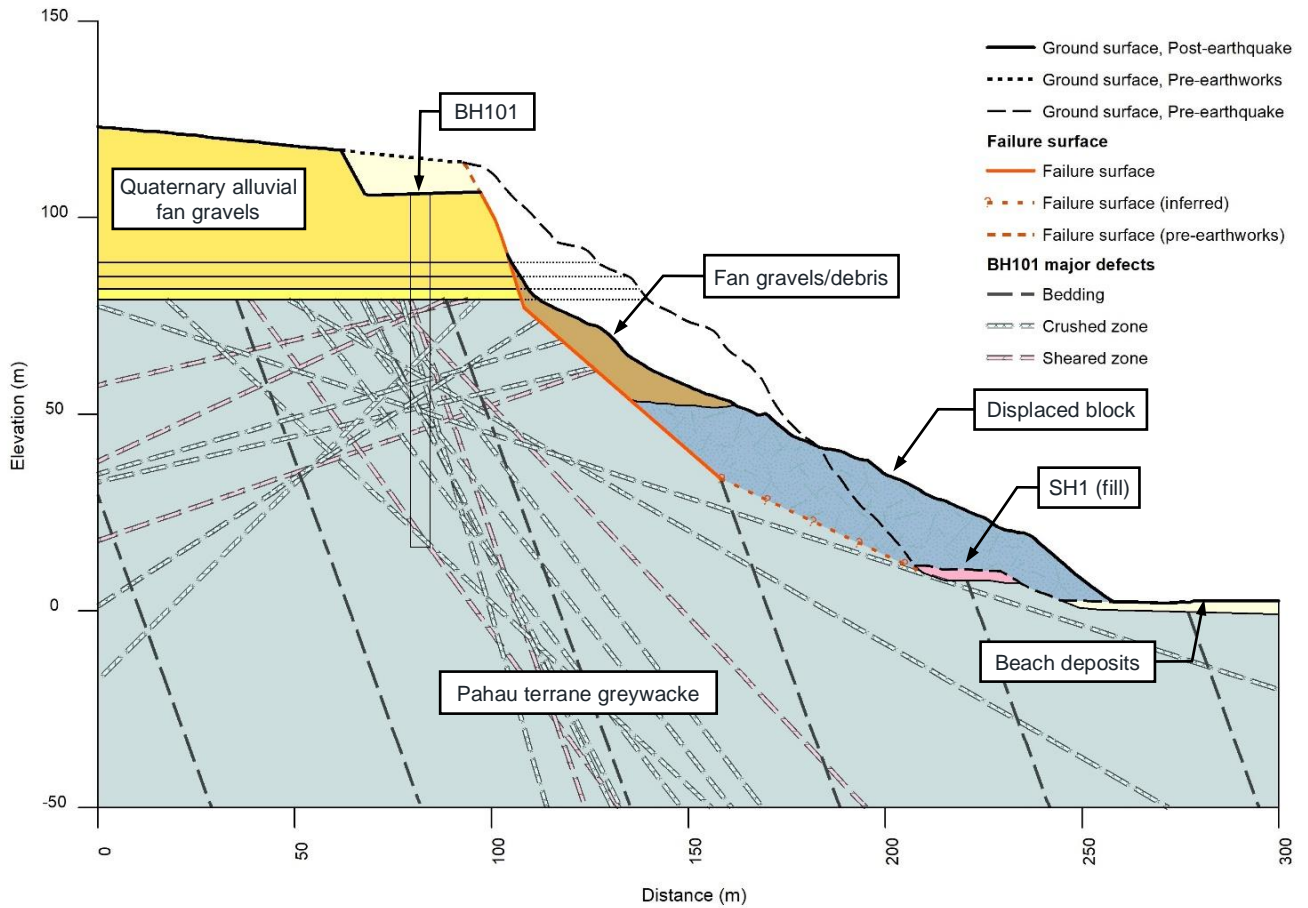 150
100
50
0
-50
Elevation (m)
0
50
100
150
200
250
300
Distance (m)
BH101
Quaternary alluvial
fan gravels
Fan gravels/debris
Displaced block
SH1 (fill)
Beach deposits
Pahau terrane greywacke
Ground surface, Post-earthquake
Ground surface, Pre-earthworks
Ground surface, Pre-earthquake
Failure surface
Failure surface
? Failure surface (inferred)
Failure surface (pre-earthworks)
BH101 major defects
Bedding
Crushed zone
Sheared zone
?
?
?
?
?